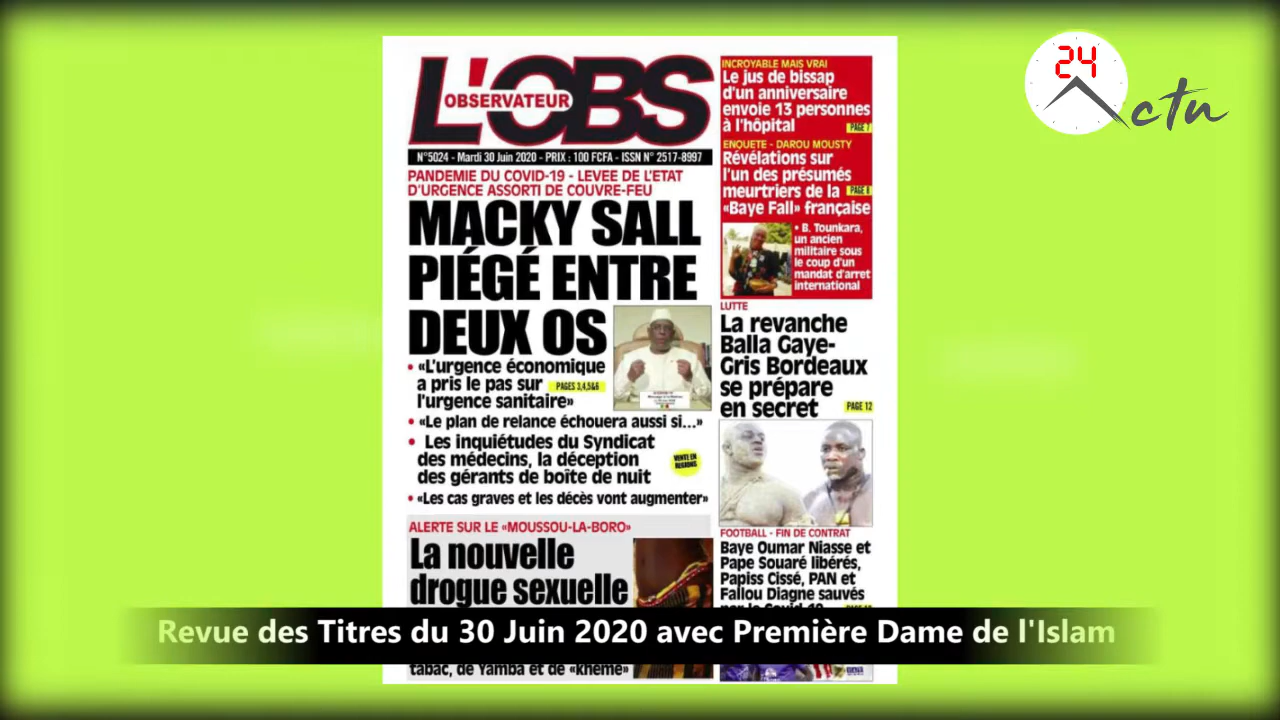 24
Actu
L'OBS
OBSERVATEUR
N°5024 - Mardi 30 Juin 2020 - PRIX : 100 FCFA - ISSN N° 2517-8997
PANDEMIE DU COVID-19 - LEVEE DE L'ETAT
D'URGENCE ASSORTI DE COUVRE-FEU
MACKY SALL
PIÉGÉ ENTRE
DEUX OS
• «L'urgence économique
a pris le pas sur
PAGES 3,4,5&6
l'urgence sanitaire»
• «Le plan de relance échouera aussi si...»
• Les inquiétudes du Syndicat
des médecins, la déception
des gérants de boîte de nuit
VENTE EN
REGIONS
• «Les cas graves et les décès vont augmenter»
ALERTE SUR LE «MOUSSOU-LA-BORO»
La nouvelle
drogue sexuelle
tabac, de Yamba et de «khémé»
INCROYABLE MAIS VRAI
Le jus de bissap
d'un anniversaire
envoie 13 personnes
à l'hôpital
PAGE 7
ENQUETE - DAROU MOUSTY
Révélations sur
l'un des présumés
meurtriers de la
PAGE 8
«Baye Fall» française
• B. Tounkara,
un ancien
militaire sous
le coup d'un
mandat d'arret
international
LUTTE
La revanche
Balla Gaye-
Gris Bordeaux
se prépare
en secret
PAGE 12
FOOTBALL - FIN DE CONTRAT
Baye Oumar Niasse et
Pape Souaré libérés,
Papiss Cissé, PAN et
Fallou Diagne sauvés
par le Covid-19
Revue des Titres du 30 Juin 2020 avec Première Dame de l'Islam